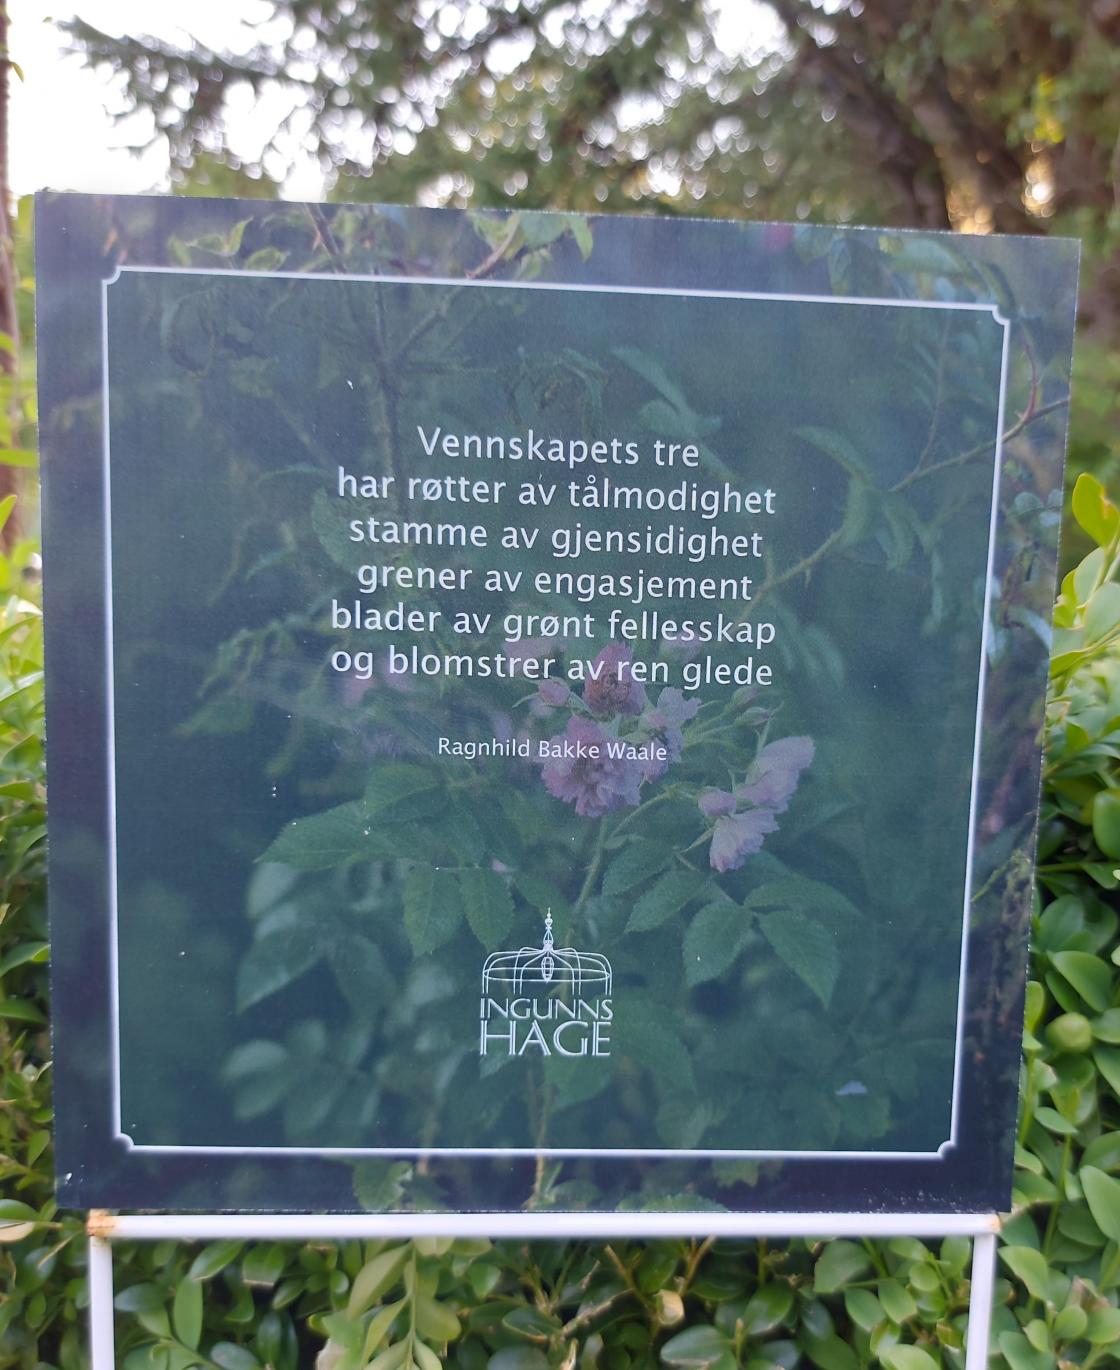 Vennskapets tre
har røtter av tålmodighet
stamme av gjensidighet
grener av engasjement
blader av grønt fellesskap
og blomstrer av ren glede
Ragnhild Bakke Waale
INGUNNS
HAGE